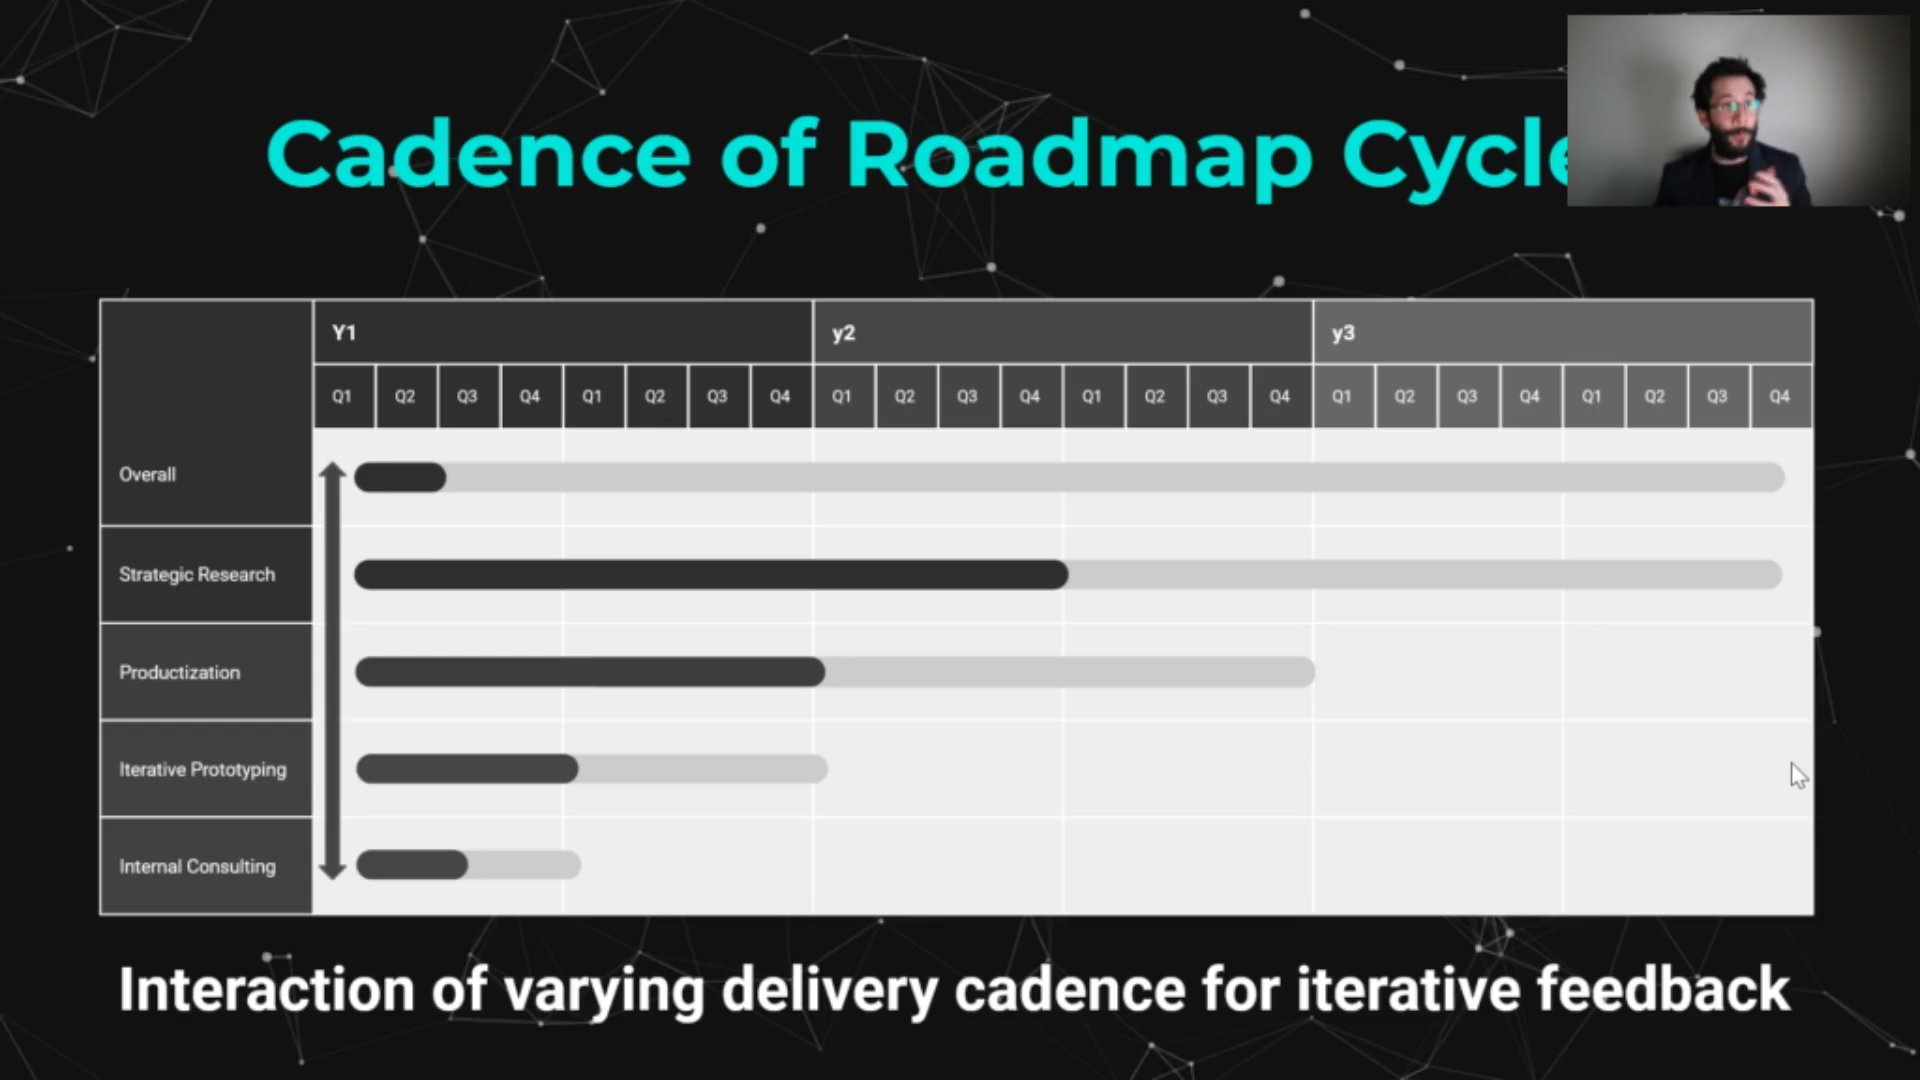 Cadence of Roadmap Cycle
Y1 y2 y3
Q1 Q2 Q3 Q4 Q1 Q2 Q3 Q4 Q1 Q2 Q3 Q4 Q1 Q2 Q3 Q4 Q1 Q2 Q3 Q4 Q1 Q2 Q3 Q4
Overall
Strategic Research
Productization
Iterative Prototyping
Internal Consulting
Interaction of varying delivery cadence for iterative feedback